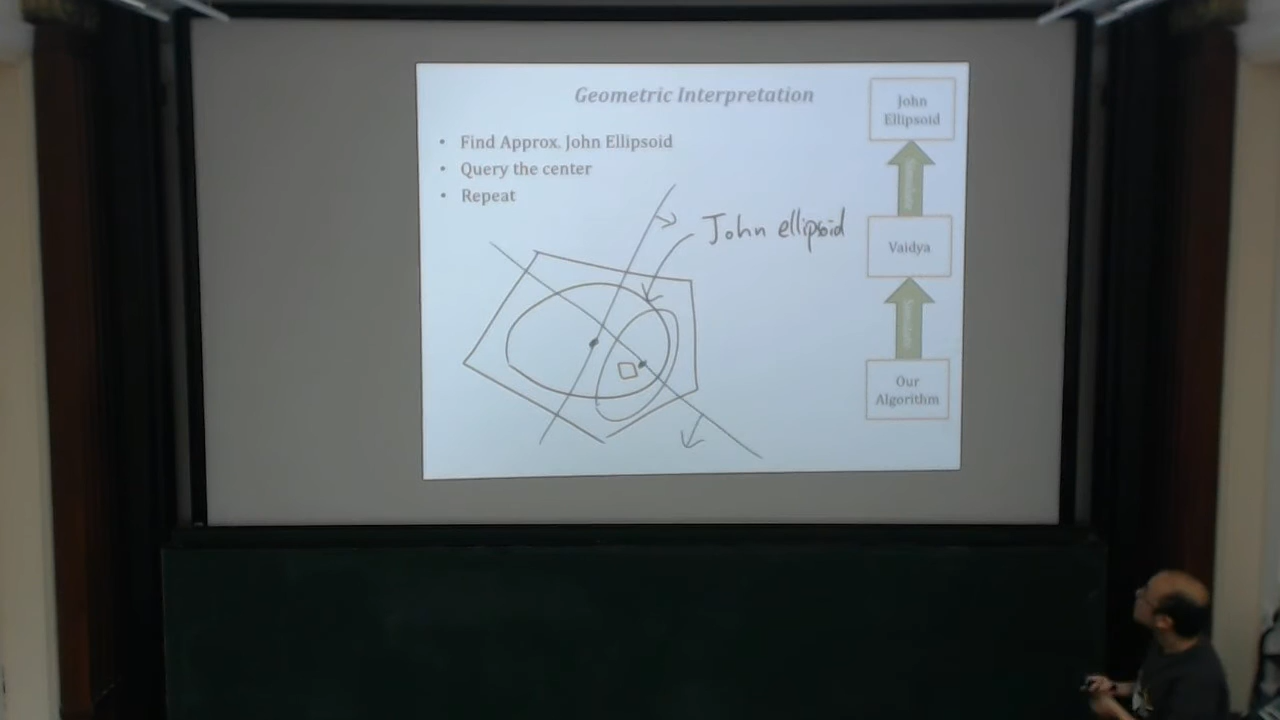 Geometric Interpretation
• Find Approx. John Ellipsoid
• Query the center
• Repeat
John ellipsoid
John
Ellipsoid
Vaidya
Our
Algorithm